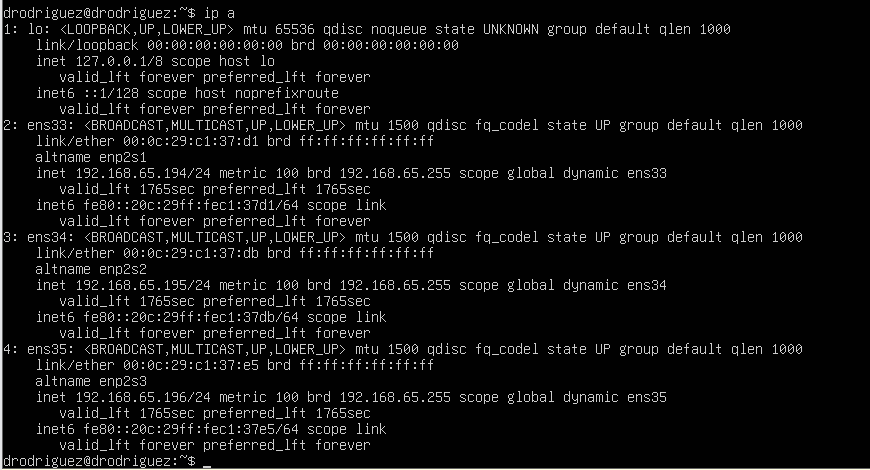 drodriguez@drodriguez:~$ ip a
1: lo: <LOOPBACK,UP,LOWER_UP> mtu 65536 qdisc noqueue state UNKNOWN group default qlen 1000
    link/loopback 00:00:00:00:00:00 brd 00:00:00:00:00:00
    inet 127.0.0.1/8 scope host lo
       valid_lft forever preferred_lft forever
    inet6 ::1/128 scope host noprefixroute
       valid_lft forever preferred_lft forever
2: ens33: <BROADCAST,MULTICAST,UP,LOWER_UP> mtu 1500 qdisc fq_codel state UP group default qlen 1000
    link/ether 00:0c:29:c1:37:d1 brd ff:ff:ff:ff:ff:ff
    altname enp2s1
    inet 192.168.65.194/24 metric 100 brd 192.168.65.255 scope global dynamic ens33
       valid_lft 1765sec preferred_lft 1765sec
    inet6 fe80::20c:29ff:fec1:37d1/64 scope link
       valid_lft forever preferred_lft forever
3: ens34: <BROADCAST,MULTICAST,UP,LOWER_UP> mtu 1500 qdisc fq_codel state UP group default qlen 1000
    link/ether 00:0c:29:c1:37:db brd ff:ff:ff:ff:ff:ff
    altname enp2s2
    inet 192.168.65.195/24 metric 100 brd 192.168.65.255 scope global dynamic ens34
       valid_lft 1765sec preferred_lft 1765sec
    inet6 fe80::20c:29ff:fec1:37db/64 scope link
       valid_lft forever preferred_lft forever
4: ens35: <BROADCAST,MULTICAST,UP,LOWER_UP> mtu 1500 qdisc fq_codel state UP group default qlen 1000
    link/ether 00:0c:29:c1:37:e5 brd ff:ff:ff:ff:ff:ff
    altname enp2s3
    inet 192.168.65.196/24 metric 100 brd 192.168.65.255 scope global dynamic ens35
       valid_lft 1765sec preferred_lft 1765sec
    inet6 fe80::20c:29ff:fec1:37e5/64 scope link
       valid_lft forever preferred_lft forever
drodriguez@drodriguez:~$ _